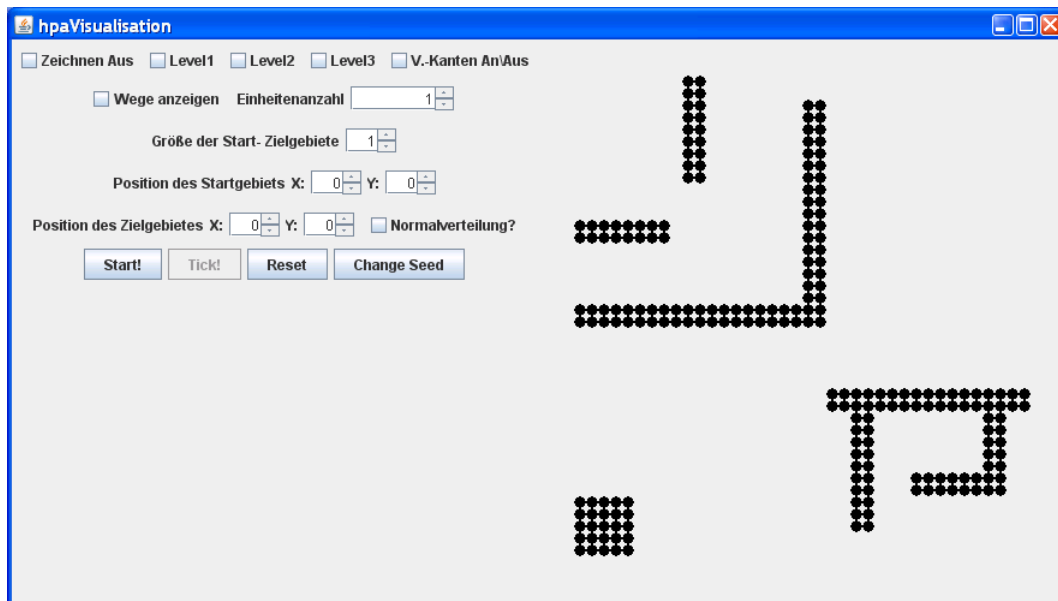 hpaVisualisation
Zeichnen Aus Level1 Level2 Level3 V.-Kanten An\Aus
Wege anzeigen Einheitenanzahl 1
Größe der Start- Zielgebiete 1
Position des Startgebiets X: 0 Y: 0
Position des Zielgebietes X: 0 Y: 0 Normalverteilung?
Start! Tick! Reset Change Seed